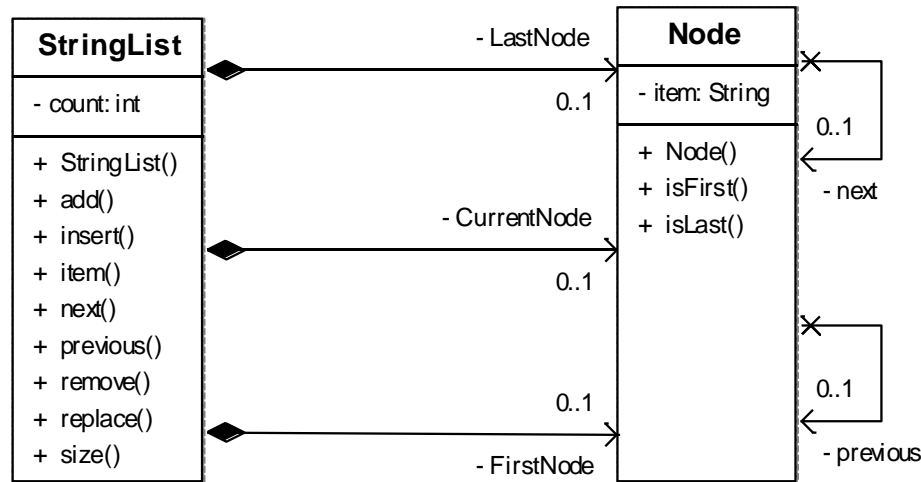 StringList
- count: int
+ StringList()
+ add()
+ insert()
+ item()
+ next()
+ previous()
+ remove()
+ replace()
+ size()
- LastNode
0..1
- CurrentNode
0..1
0..1
- FirstNode
Node
- item: String
+ Node()
+ isFirst()
+ isLast()
0..1
- next
0..1
- previous